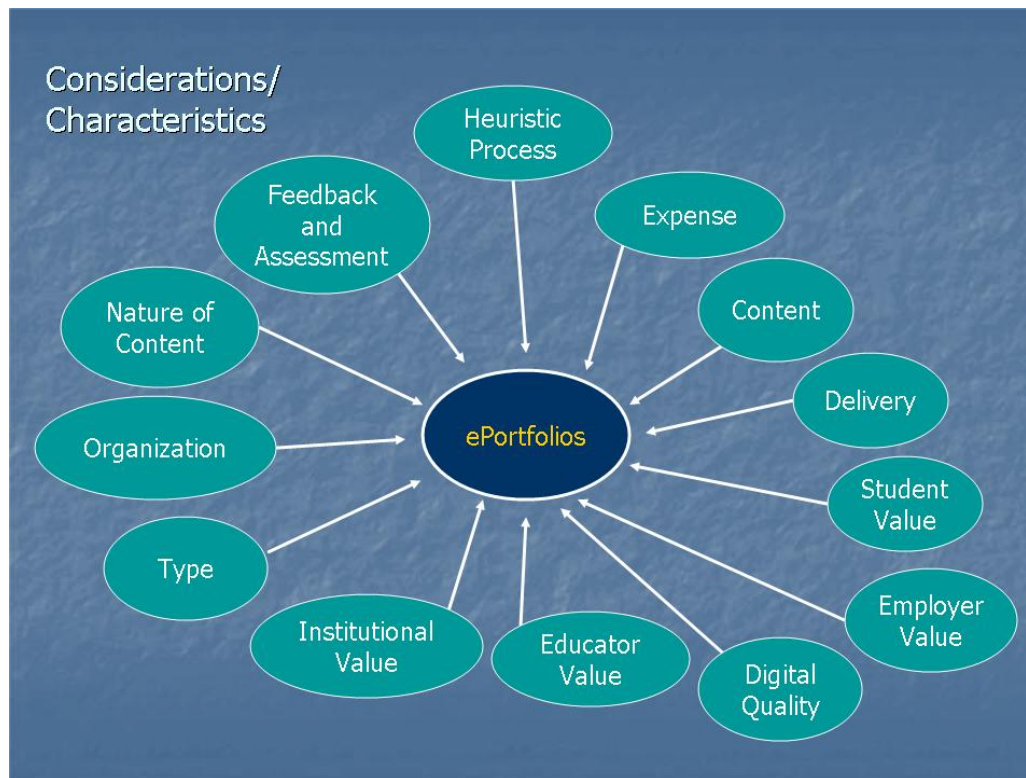 Considerations/
Characteristics
Heuristic
Process
Feedback
and
Assessment
Expense
Nature of
Content
Content
Delivery
Organization
ePortfolios
Student
Value
Type
Employer
Value
Institutional
Value
Educator
Value
Digital
Quality